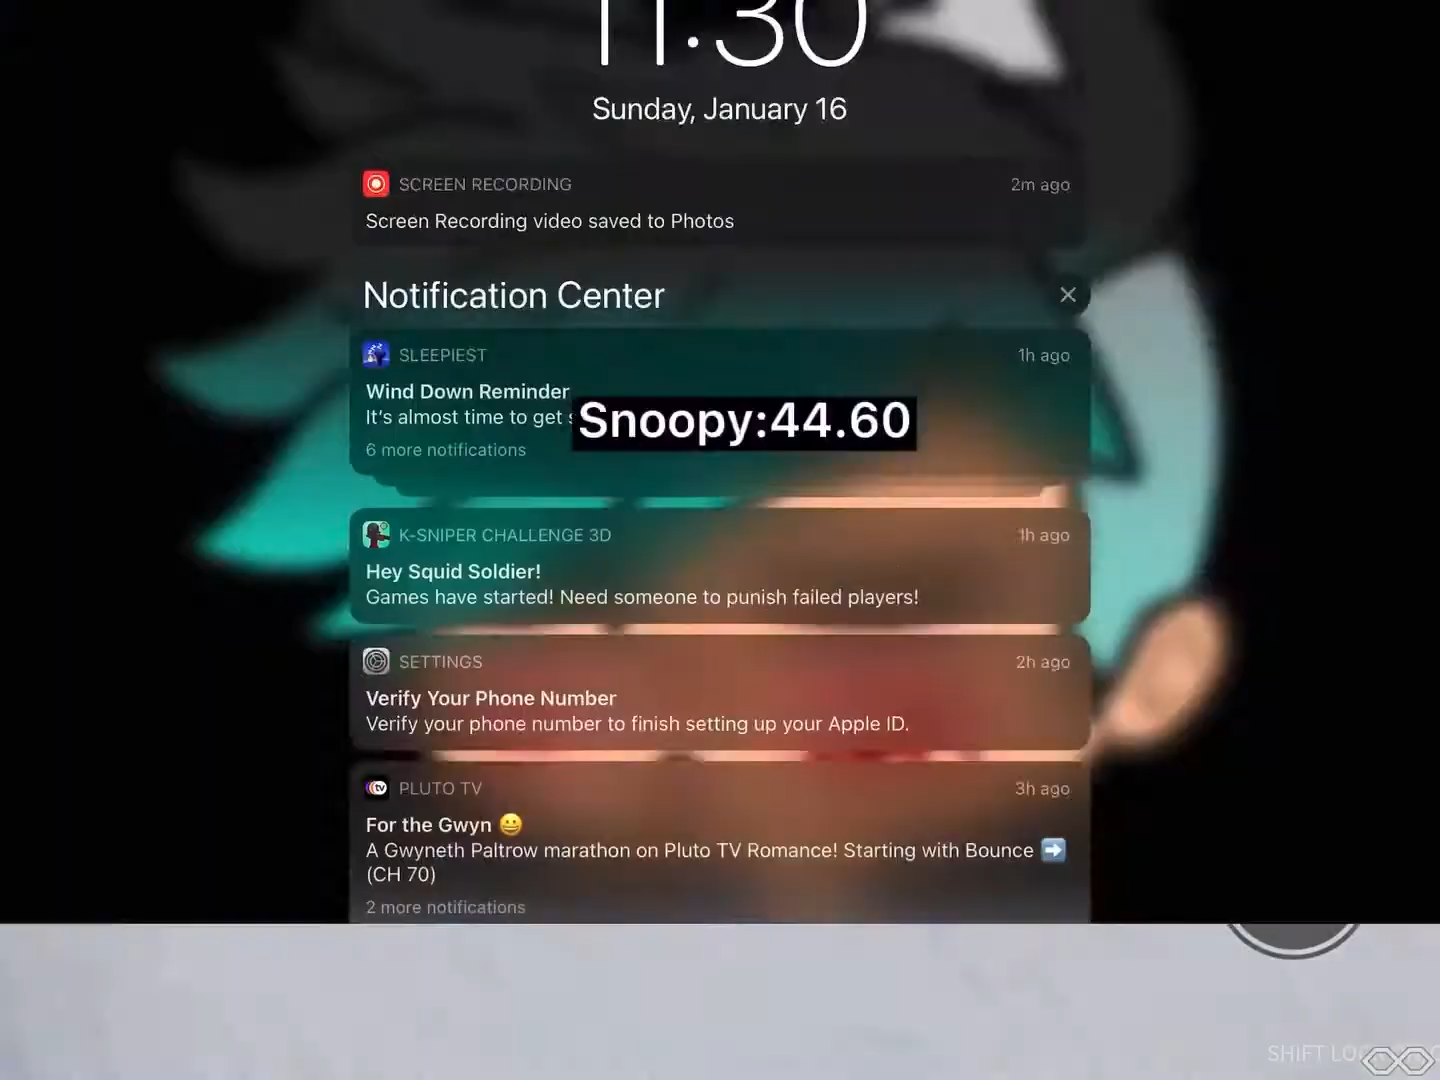 11:30
Sunday, January 16
SCREEN RECORDING 2m ago
Screen Recording video saved to Photos
Notification Center
SLEEPIEST 1h ago
Wind Down Reminder
It's almost time to get
Snoopy:44.60
6 more notifications
K-SNIPER CHALLENGE 3D 1h ago
Hey Squid Soldier!
Games have started! Need someone to punish failed players!
SETTINGS 2h ago
Verify Your Phone Number
Verify your phone number to finish setting up your Apple ID.
tv PLUTO TV 3h ago
For the Gwyn 😀
A Gwyneth Paltrow marathon on Pluto TV Romance! Starting with Bounce ➡️
(CH 70)
2 more notifications
SHIFT